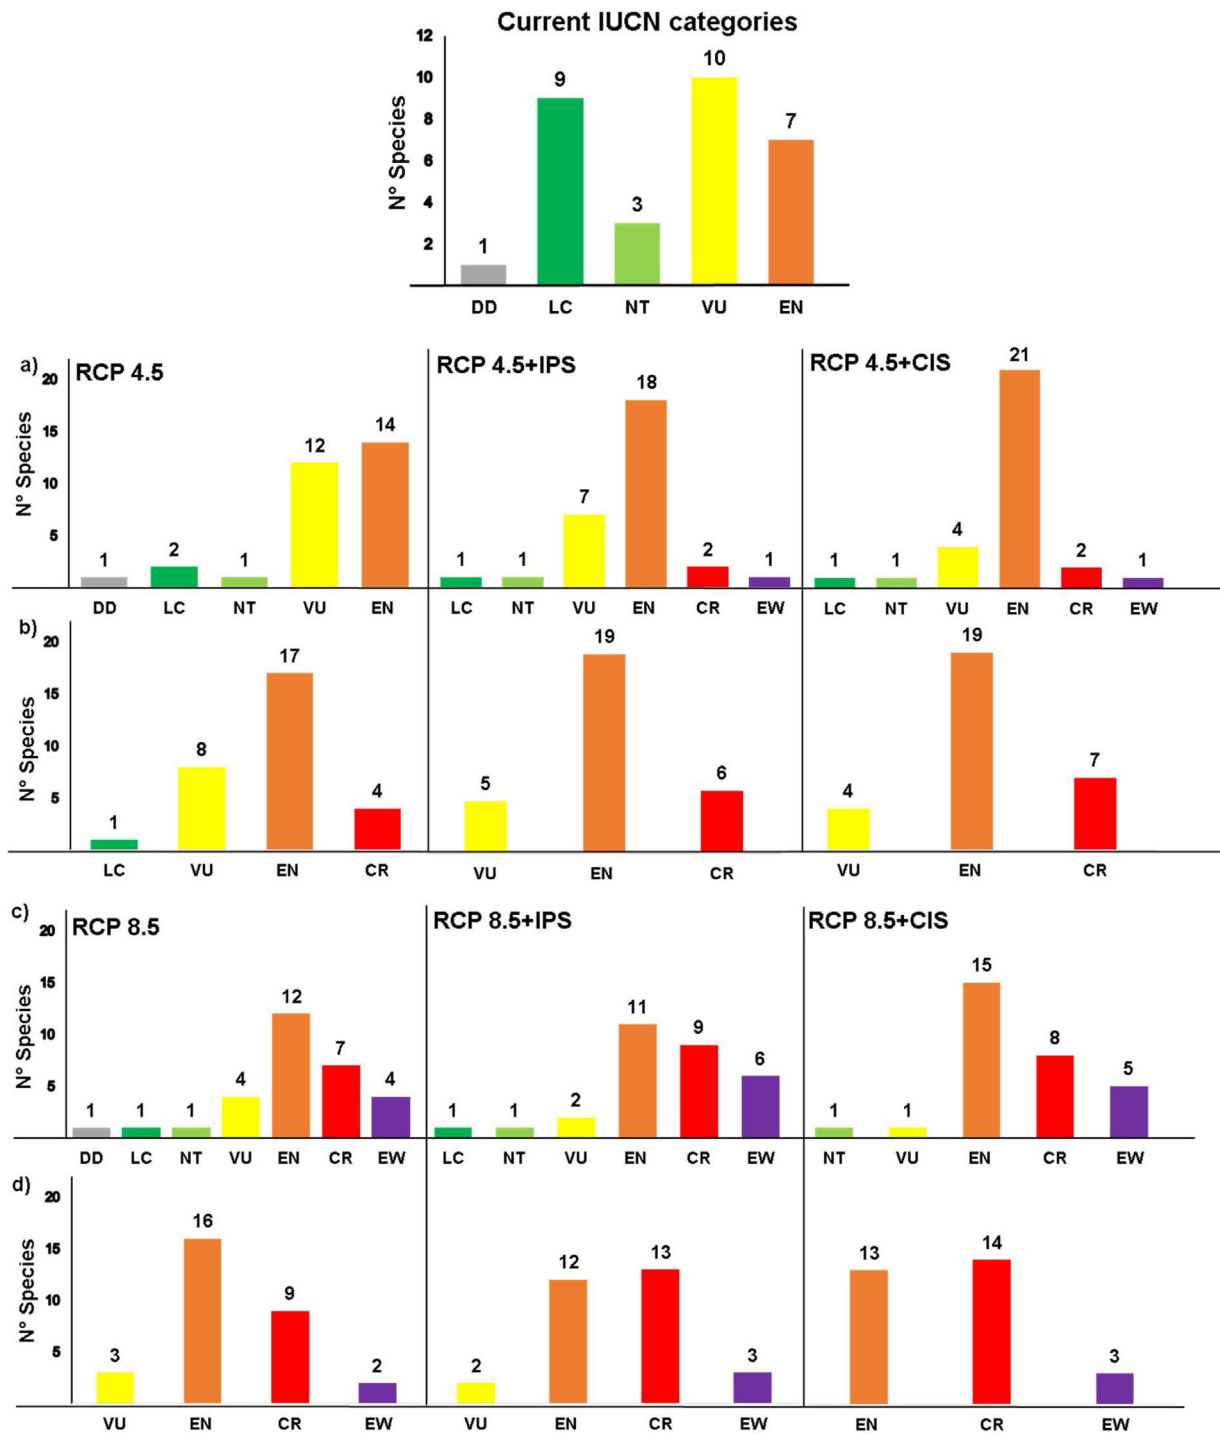 Current IUCN categories
N° Species
12
10
8
6
4
2
1 9 3 10 7
DD LC NT VU EN
a)
RCP 4.5 RCP 4.5+IPS RCP 4.5+CIS
N° Species
20
15
10
5
1 2 1 12 14 1 1 7 18 2 1 1 1 4 21 2 1
DD LC NT VU EN LC NT VU EN CR EW LC NT VU EN CR EW
b)
N° Species
20
15
10
5
1 8 17 4 5 19 6 4 19 7
LC VU EN CR VU EN CR VU EN CR
c)
RCP 8.5 RCP 8.5+IPS RCP 8.5+CIS
N° Species
20
15
10
5
1 1 1 4 12 7 4 1 1 2 11 9 6 1 1 15 8 5
DD LC NT VU EN CR EW LC NT VU EN CR EW NT VU EN CR EW
d)
N° Species
20
15
10
5
3 16 9 2 2 12 13 3 13 14 3
VU EN CR EW VU EN CR EW EN CR EW